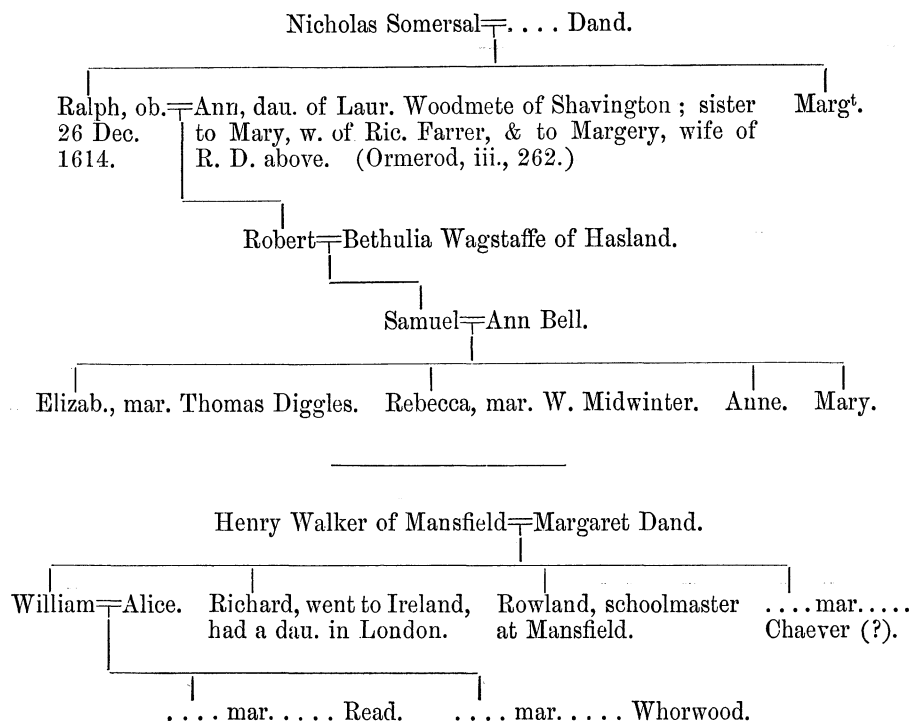 Nicholas Somersal=. . . . Dand.
Ralph, ob.=Ann, dau. of Laur. Woodmete of Shavington ; sister
26 Dec. to Mary, w. of Ric. Farrer, & to Margery, wife of
1614. R. D. above. (Ormerod, iii., 262.)
Margt.
Robert=Bethulia Wagstaffe of Hasland.
Samuel=Ann Bell.
Elizab., mar. Thomas Diggles. Rebecca, mar. W. Midwinter. Anne. Mary.
Henry Walker of Mansfield=Margaret Dand.
William=Alice. Richard, went to Ireland,
had a dau. in London.
Rowland, schoolmaster
at Mansfield.
. . . . mar. . . . .
Chaever (?).
. . . . mar. . . . . Read. . . . . mar. . . . . Whorwood.